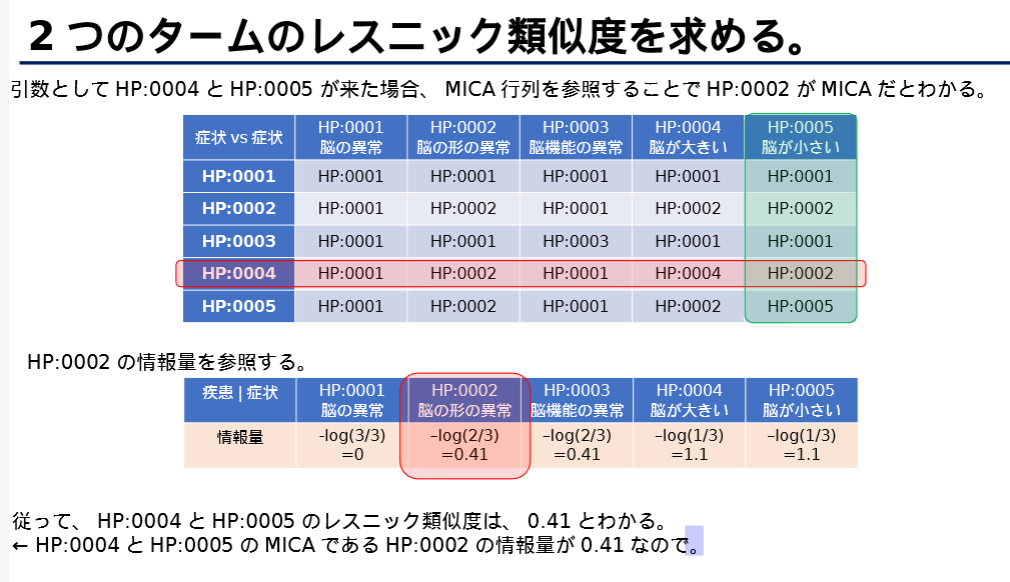 2 つのタームのレスニック類似度を求める。
引数として HP:0004 と HP:0005 が来た場合、 MICA 行列を参照することで HP:0002 が MICA だとわかる。
症状 vs 症状 HP:0001 HP:0002 HP:0003 HP:0004 HP:0005
脳の異常 脳の形の異常 脳機能の異常 脳が大きい 脳が小さい
HP:0001 HP:0001 HP:0001 HP:0001 HP:0001 HP:0001
HP:0002 HP:0001 HP:0002 HP:0001 HP:0002 HP:0002
HP:0003 HP:0001 HP:0001 HP:0003 HP:0001 HP:0001
HP:0004 HP:0001 HP:0002 HP:0001 HP:0004 HP:0002
HP:0005 HP:0001 HP:0002 HP:0001 HP:0002 HP:0005
HP:0002 の情報量を参照する。
疾患 | 症状 HP:0001 HP:0002 HP:0003 HP:0004 HP:0005
脳の異常 脳の形の異常 脳機能の異常 脳が大きい 脳が小さい
情報量 -log(3/3) –log(2/3) –log(2/3) –log(1/3) –log(1/3)
=0 =0.41 =0.41 =1.1 =1.1
従って、 HP:0004 と HP:0005 のレスニック類似度は、 0.41 とわかる。
← HP:0004 と HP:0005 の MICA である HP:0002 の情報量が 0.41 なので。